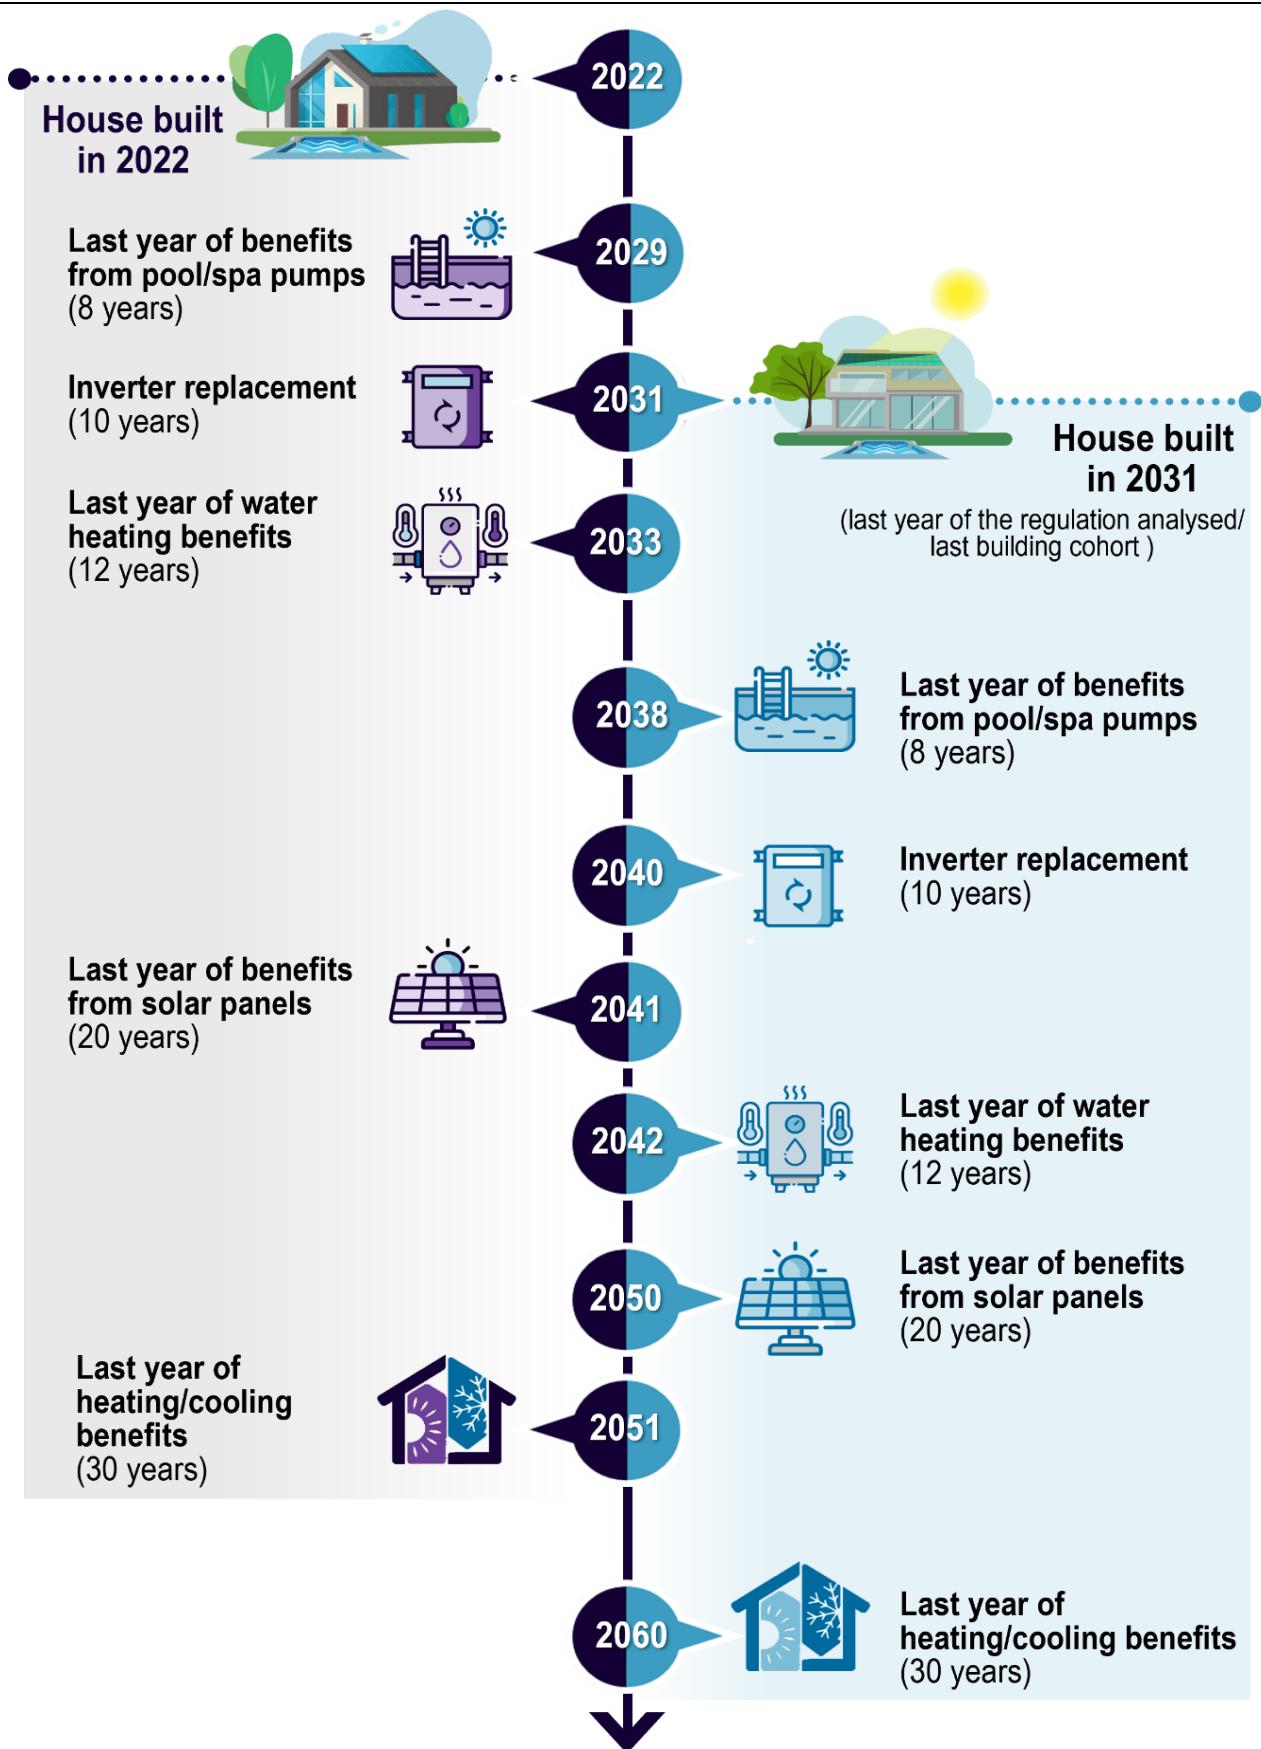 2022
House built
in 2022
2029
Last year of benefits
from pool/spa pumps
(8 years)
2031
Inverter replacement
(10 years)
House built
in 2031
(last year of the regulation analysed/
last building cohort )
2033
Last year of water
heating benefits
(12 years)
2038
Last year of benefits
from pool/spa pumps
(8 years)
2040
Inverter replacement
(10 years)
2041
Last year of benefits
from solar panels
(20 years)
2042
Last year of water
heating benefits
(12 years)
2050
Last year of benefits
from solar panels
(20 years)
2051
Last year of
heating/cooling
benefits
(30 years)
2060
Last year of
heating/cooling benefits
(30 years)